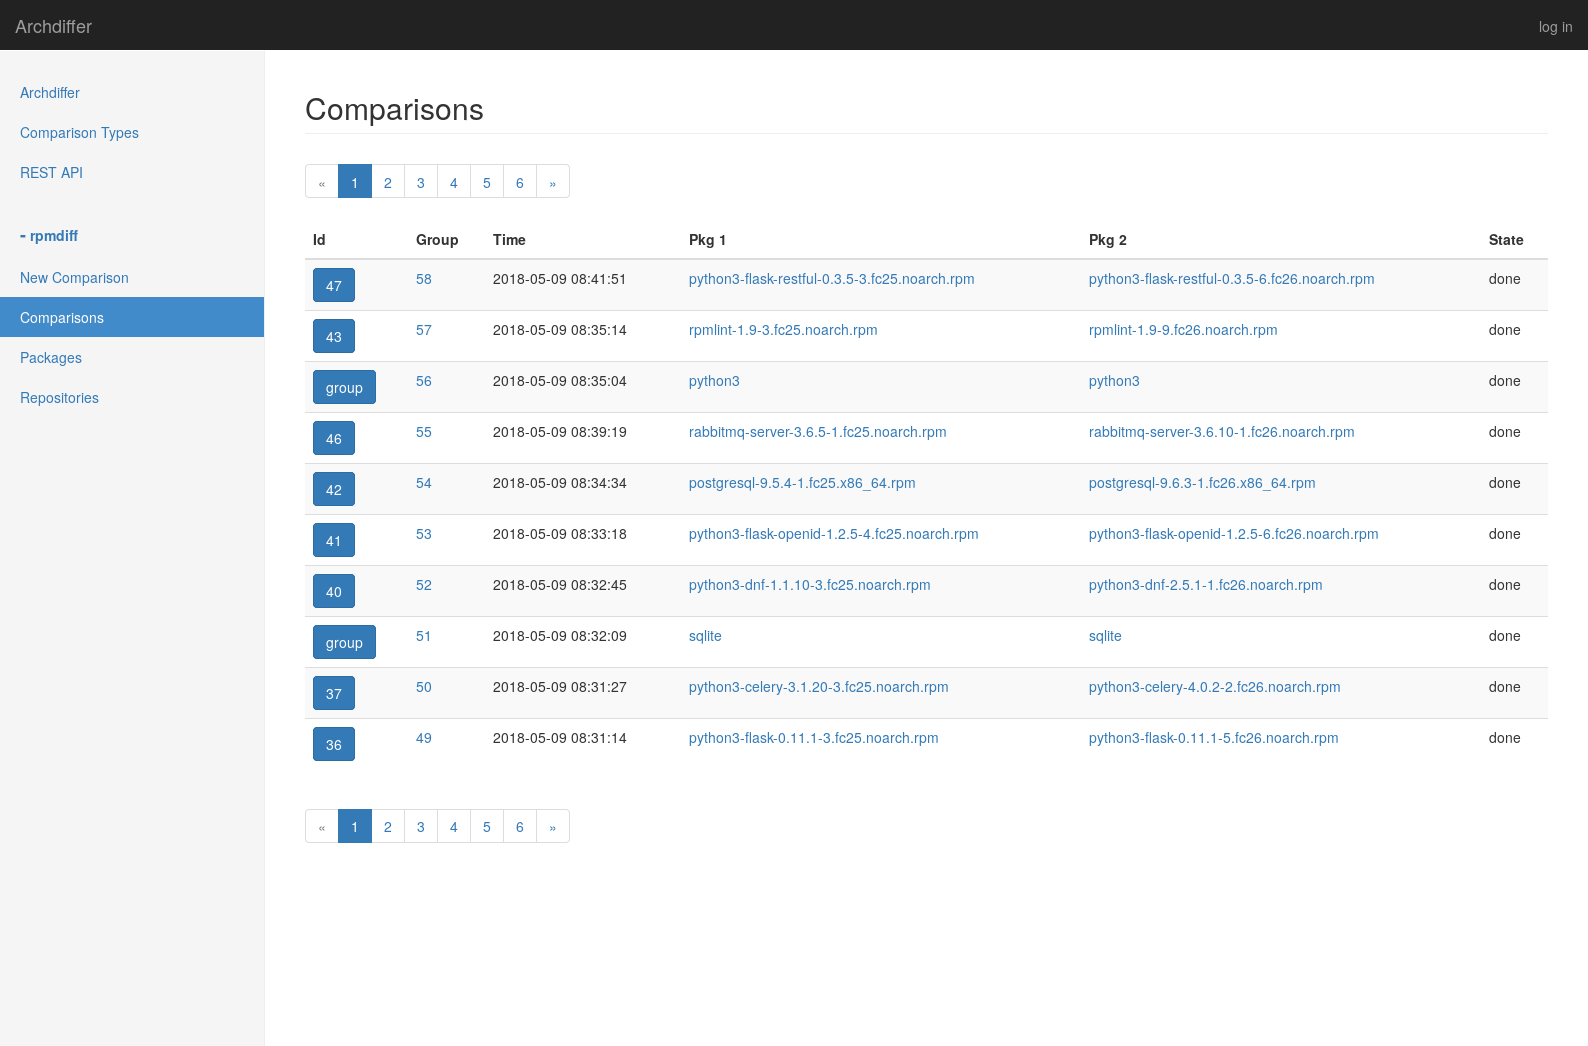 Archdiffer log in
Archdiffer
Comparison Types
REST API
- rpmdiff
New Comparison
Comparisons
Packages
Repositories
Comparisons
« 1 2 3 4 5 6 »
Id Group Time Pkg 1 Pkg 2 State
47 58 2018-05-09 08:41:51 python3-flask-restful-0.3.5-3.fc25.noarch.rpm python3-flask-restful-0.3.5-6.fc26.noarch.rpm done
43 57 2018-05-09 08:35:14 rpmlint-1.9-3.fc25.noarch.rpm rpmlint-1.9-9.fc26.noarch.rpm done
group 56 2018-05-09 08:35:04 python3 python3 done
46 55 2018-05-09 08:39:19 rabbitmq-server-3.6.5-1.fc25.noarch.rpm rabbitmq-server-3.6.10-1.fc26.noarch.rpm done
42 54 2018-05-09 08:34:34 postgresql-9.5.4-1.fc25.x86_64.rpm postgresql-9.6.3-1.fc26.x86_64.rpm done
41 53 2018-05-09 08:33:18 python3-flask-openid-1.2.5-4.fc25.noarch.rpm python3-flask-openid-1.2.5-6.fc26.noarch.rpm done
40 52 2018-05-09 08:32:45 python3-dnf-1.1.10-3.fc25.noarch.rpm python3-dnf-2.5.1-1.fc26.noarch.rpm done
group 51 2018-05-09 08:32:09 sqlite sqlite done
37 50 2018-05-09 08:31:27 python3-celery-3.1.20-3.fc25.noarch.rpm python3-celery-4.0.2-2.fc26.noarch.rpm done
36 49 2018-05-09 08:31:14 python3-flask-0.11.1-3.fc25.noarch.rpm python3-flask-0.11.1-5.fc26.noarch.rpm done
« 1 2 3 4 5 6 »